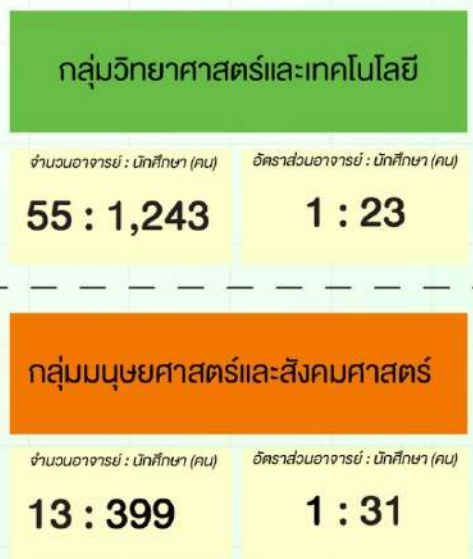 กลุ่มวิทยาศาสตร์และเทคโนโลยี
จำนวนอาจารย์ : นักศึกษา (คน) อัตราส่วนอาจารย์ : นักศึกษา (คน)
55 : 1,243 1 : 23
กลุ่มมนุษยศาสตร์และสังคมศาสตร์
จำนวนอาจารย์ : นักศึกษา (คน) อัตราส่วนอาจารย์ : นักศึกษา (คน)
13 : 399 1 : 31